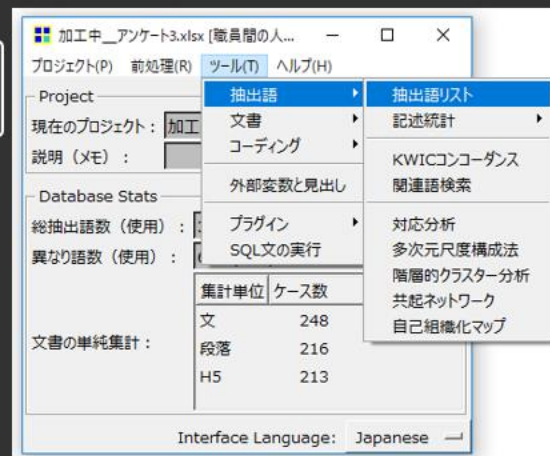 加工中__アンケート3.xlsx [職員間の人...
プロジェクト(P) 前処理(R) ツール(T) ヘルプ(H)
Project
現在のプロジェクト： 加工
説明（メモ）：
Database Stats
総抽出語数（使用）：
異なり語数（使用）： 6
集計単位 ケース数
文書の単純集計：
文 248
段落 216
H5 213
Interface Language: Japanese
抽出語
文書
コーディング
外部変数と見出し
プラグイン
SQL文の実行
抽出語リスト
記述統計
KWICコンコーダンス
関連語検索
対応分析
多次元尺度構成法
階層的クラスター分析
共起ネットワーク
自己組織化マップ